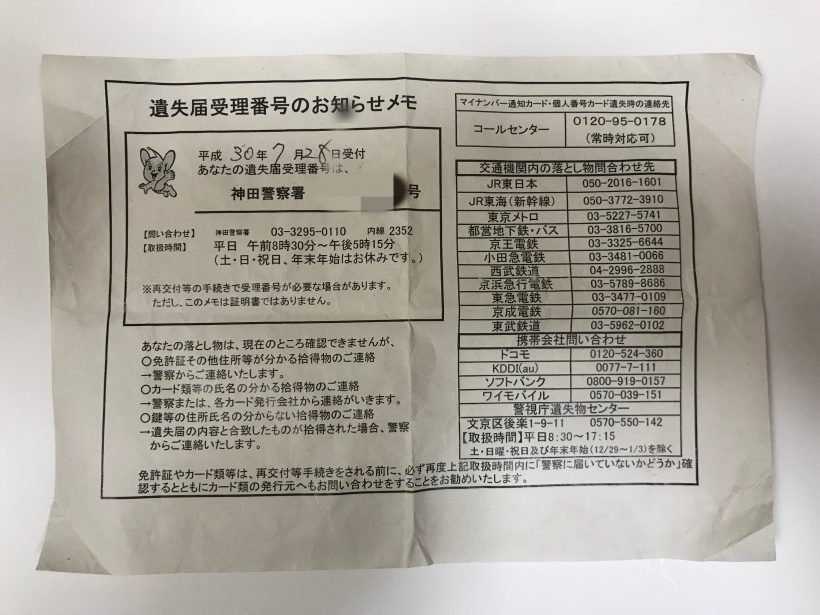 遺失届受理番号のお知らせメモ
平成 30年 7月 28日受付
あなたの遺失届受理番号は、
神田警察署 号
【問い合わせ】 神田警察署 03-3295-0110 内線 2352
【取扱時間】 平日 午前8時30分～午後5時15分
（土・日・祝日、年末年始はお休みです。）
※再交付等の手続きで受理番号が必要な場合があります。
ただし、このメモは証明書ではありません。
あなたの落とし物は、現在のところ確認できませんが、
○免許証その他住所等が分かる拾得物のご連絡
→警察からご連絡いたします。
○カード類等の氏名の分かる拾得物のご連絡
→警察または、各カード発行会社から連絡がいきます。
○鍵等の住所氏名の分からない拾得物のご連絡
→遺失届の内容と合致したものが拾得された場合、警察
からご連絡いたします。
マイナンバー通知カード・個人番号カード遺失時の連絡先
コールセンター 0120-95-0178
（常時対応可）
交通機関内の落とし物問合わせ先
JR東日本 050-2016-1601
JR東海（新幹線） 050-3772-3910
東京メトロ 03-5227-5741
都営地下鉄・バス 03-3816-5700
京王電鉄 03-3325-6644
小田急電鉄 03-3481-0066
西武鉄道 04-2996-2888
京浜急行電鉄 03-5789-8686
東急電鉄 03-3477-0109
京成電鉄 0570-081-160
東武鉄道 03-5962-0102
携帯会社問い合わせ
ドコモ 0120-524-360
KDDI(au) 0077-7-111
ソフトバンク 0800-919-0157
ワイモバイル 0570-039-151
警視庁遺失物センター
文京区後楽1-9-11 0570-550-142
【取扱時間】平日8:30～17:15
土・日曜・祝日及び年末年始(12/29～1/3)を除く
免許証やカード類等は、再交付等手続きをされる前に、必ず再度上記取扱時間内に「警察に届いていないかどうか」確
認するとともにカード類の発行元へもお問い合わせをすることをお勧めいたします。